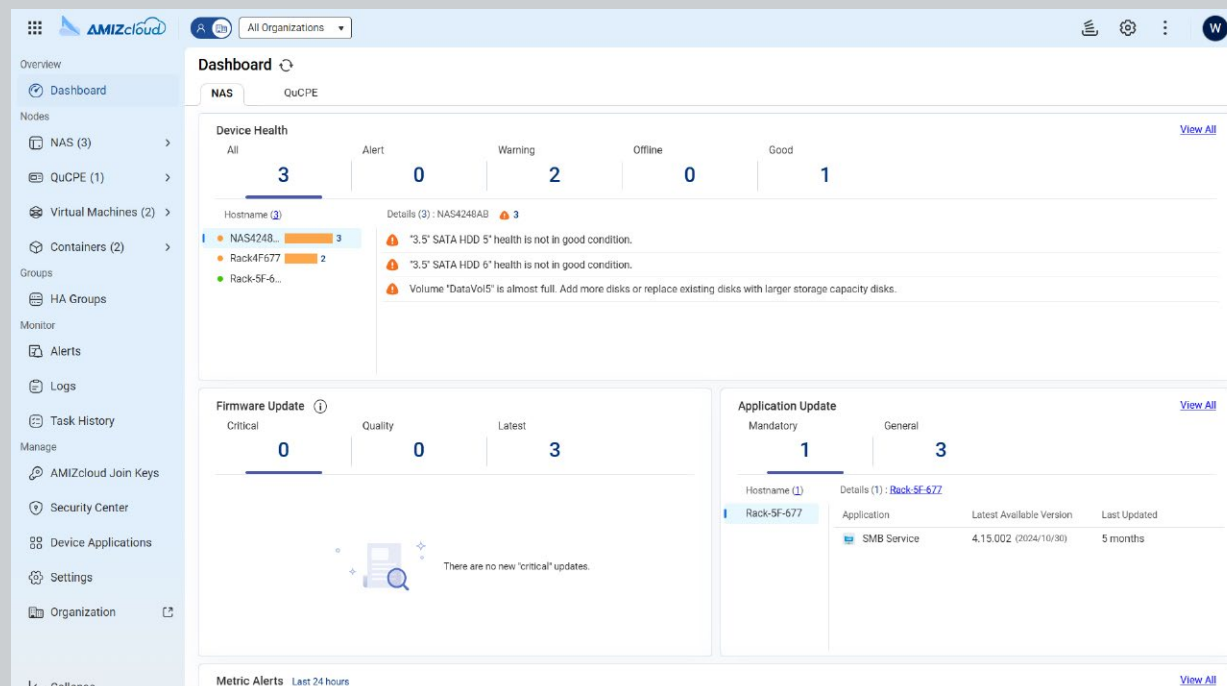 AMIZcloud
All Organizations
W
Overview
Dashboard
Nodes
NAS (3)
QuCPE (1)
Virtual Machines (2)
Containers (2)
Groups
HA Groups
Monitor
Alerts
Logs
Task History
Manage
AMIZcloud Join Keys
Security Center
Device Applications
Settings
Organization
Dashboard
NAS QuCPE
Device Health View All
All Alert Warning Offline Good
3 0 2 0 1
Hostname (3) Details (3) : NAS4248AB 3
NAS4248... 3 "3.5" SATA HDD 5" health is not in good condition.
Rack4F677 2 "3.5" SATA HDD 6" health is not in good condition.
Rack-5F-6... Volume "DataVol5" is almost full. Add more disks or replace existing disks with larger storage capacity disks.
Firmware Update
Critical Quality Latest
0 0 3
There are no new "critical" updates.
Application Update View All
Mandatory General
1 3
Hostname (1) Details (1) : Rack-5F-677
Rack-5F-677 Application Latest Available Version Last Updated
SMB Service 4.15.002 (2024/10/30) 5 months
Metric Alerts Last 24 hours View All